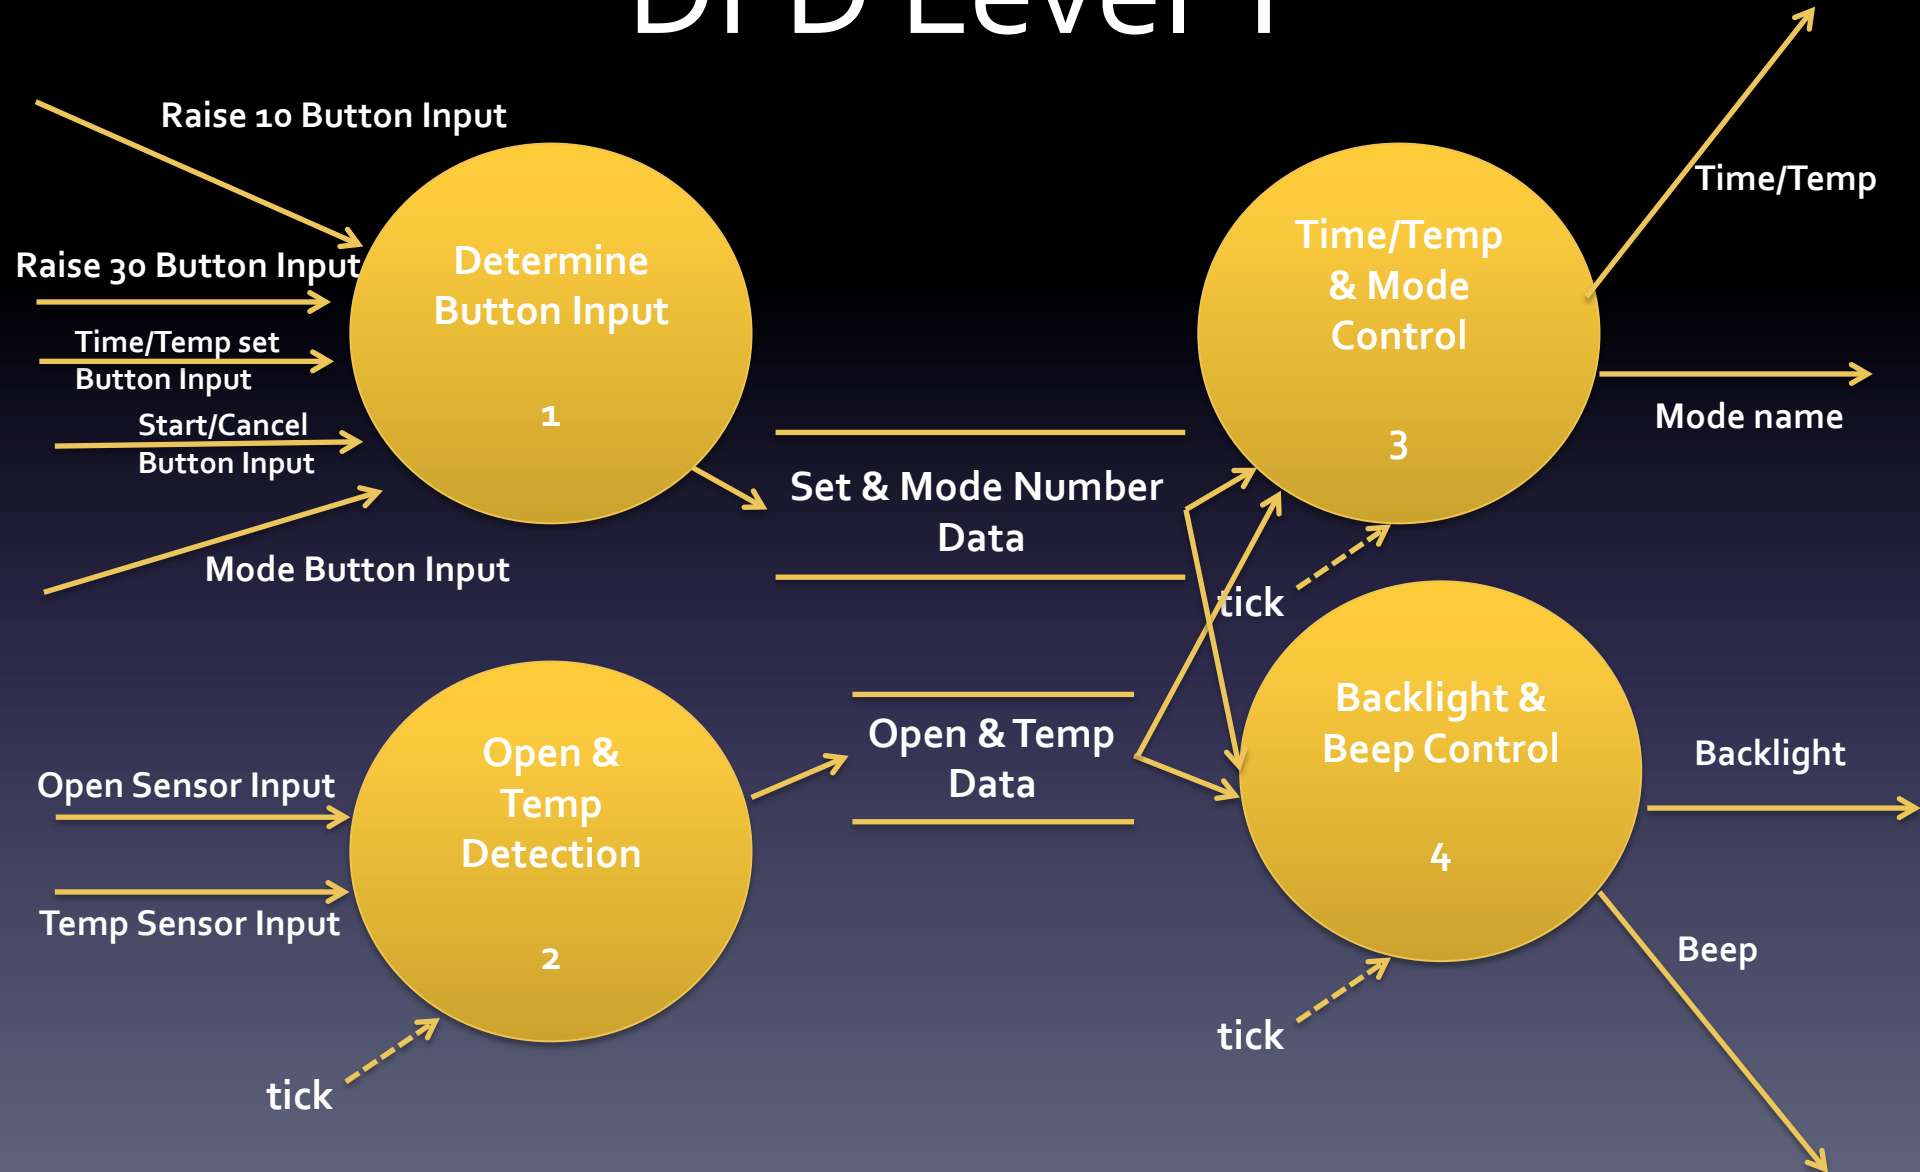 DFD Level 1
Raise 10 Button Input
Raise 30 Button Input
Time/Temp set
Button Input
Start/Cancel
Button Input
Mode Button Input
Determine
Button Input
1
Set & Mode Number
Data
Time/Temp
& Mode
Control
3
Time/Temp
Mode name
tick
Open Sensor Input
Temp Sensor Input
Open &
Temp
Detection
2
tick
Open & Temp
Data
Backlight &
Beep Control
4
tick
Backlight
Beep